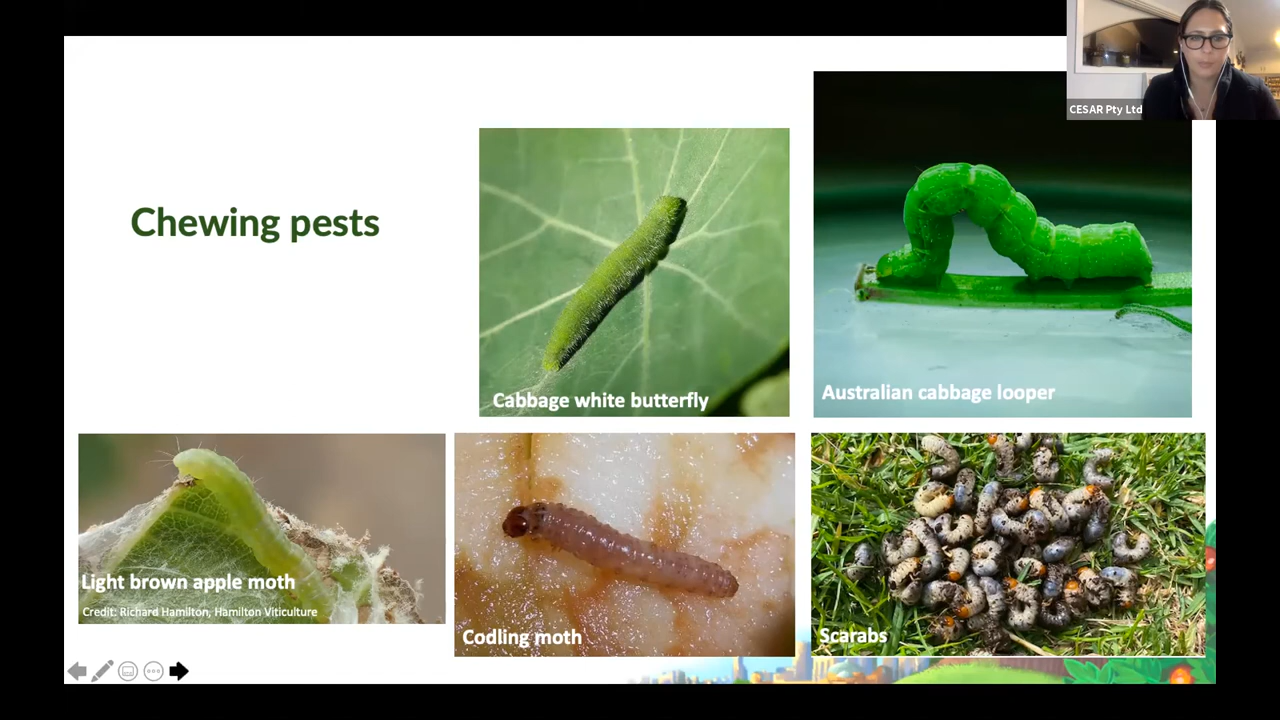 CESAR Pty Ltd
Chewing pests
Cabbage white butterfly
Australian cabbage looper
Light brown apple moth
Credit: Richard Hamilton, Hamilton Viticulture
Codling moth
Scarabs